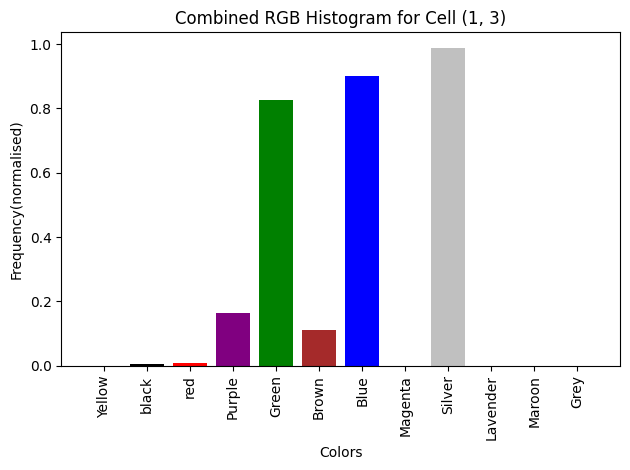 Combined RGB Histogram for Cell (1, 3)
Frequency(normalised)
1.0
0.8
0.6
0.4
0.2
0.0
Yellow
black
red
Purple
Green
Brown
Blue
Magenta
Silver
Lavender
Maroon
Grey
Colors